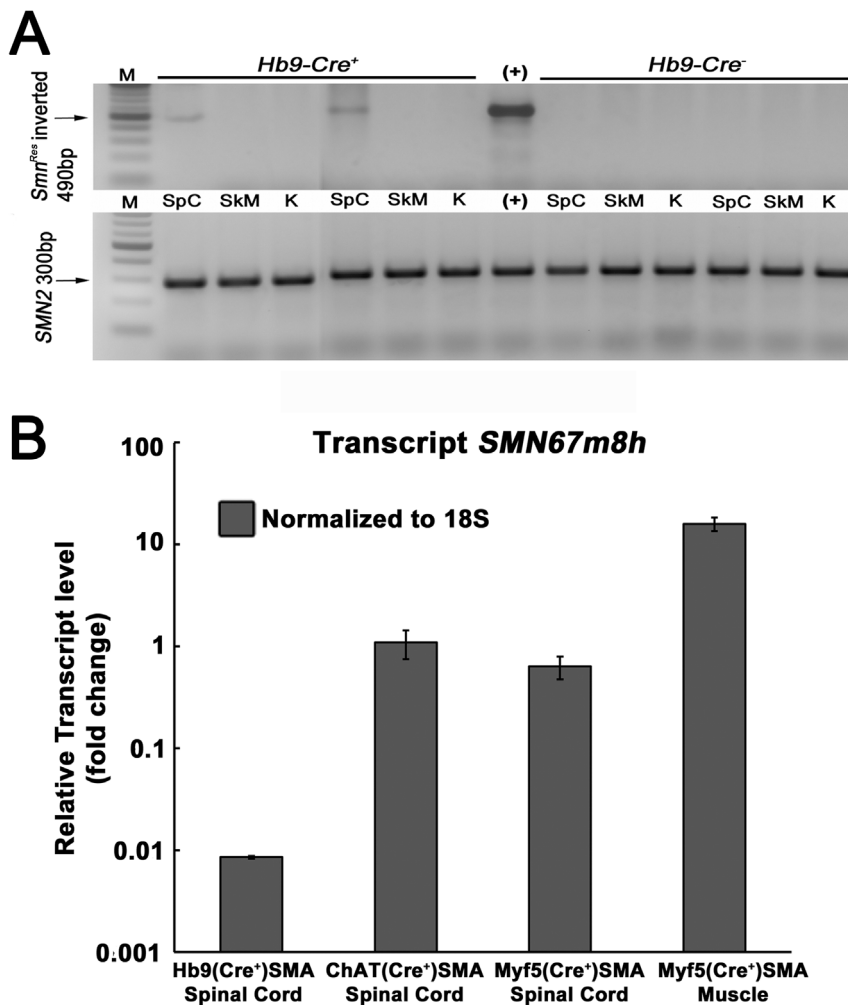 A
Hb9-Cre⁺ (+) Hb9-Cre⁻
M
Smn^Res inverted
490bp
M SpC SkM K SpC SkM K (+) SpC SkM K SpC SkM K
SMN2 300bp
B
Transcript SMN67m8h
Normalized to 18S
Relative Transcript level
(fold change)
100
10
1
0.1
0.01
0.001
Hb9(Cre⁺)SMA ChAT(Cre⁺)SMA Myf5(Cre⁺)SMA Myf5(Cre⁺)SMA
Spinal Cord Spinal Cord Spinal Cord Muscle